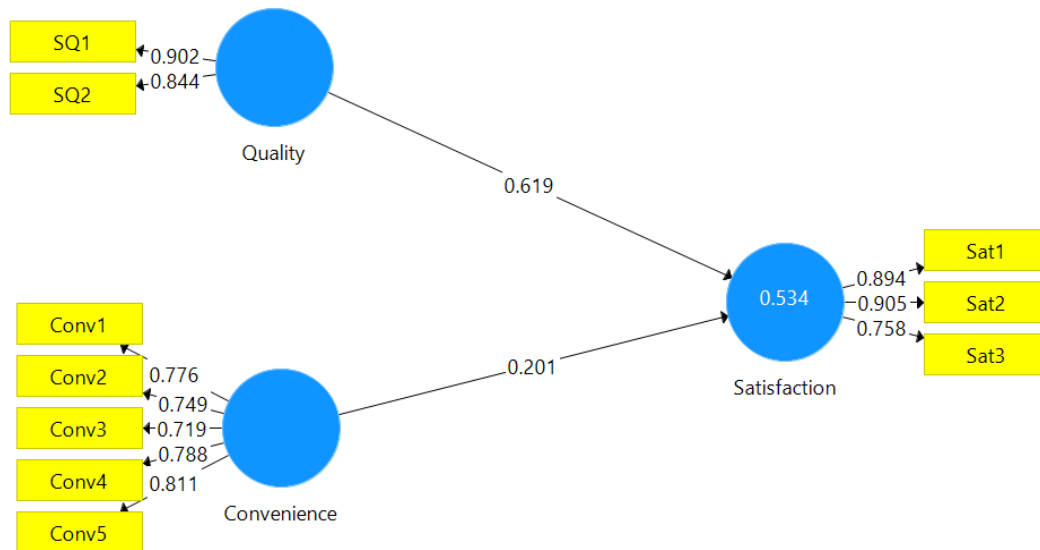 SQ1
0.902
SQ2
0.844
Quality
0.619
Sat1
0.894
Sat2
0.905
0.534
Sat3
0.758
Satisfaction
0.201
Conv1
0.776
Conv2
0.749
Conv3
0.719
Conv4
0.788
Conv5
0.811
Convenience